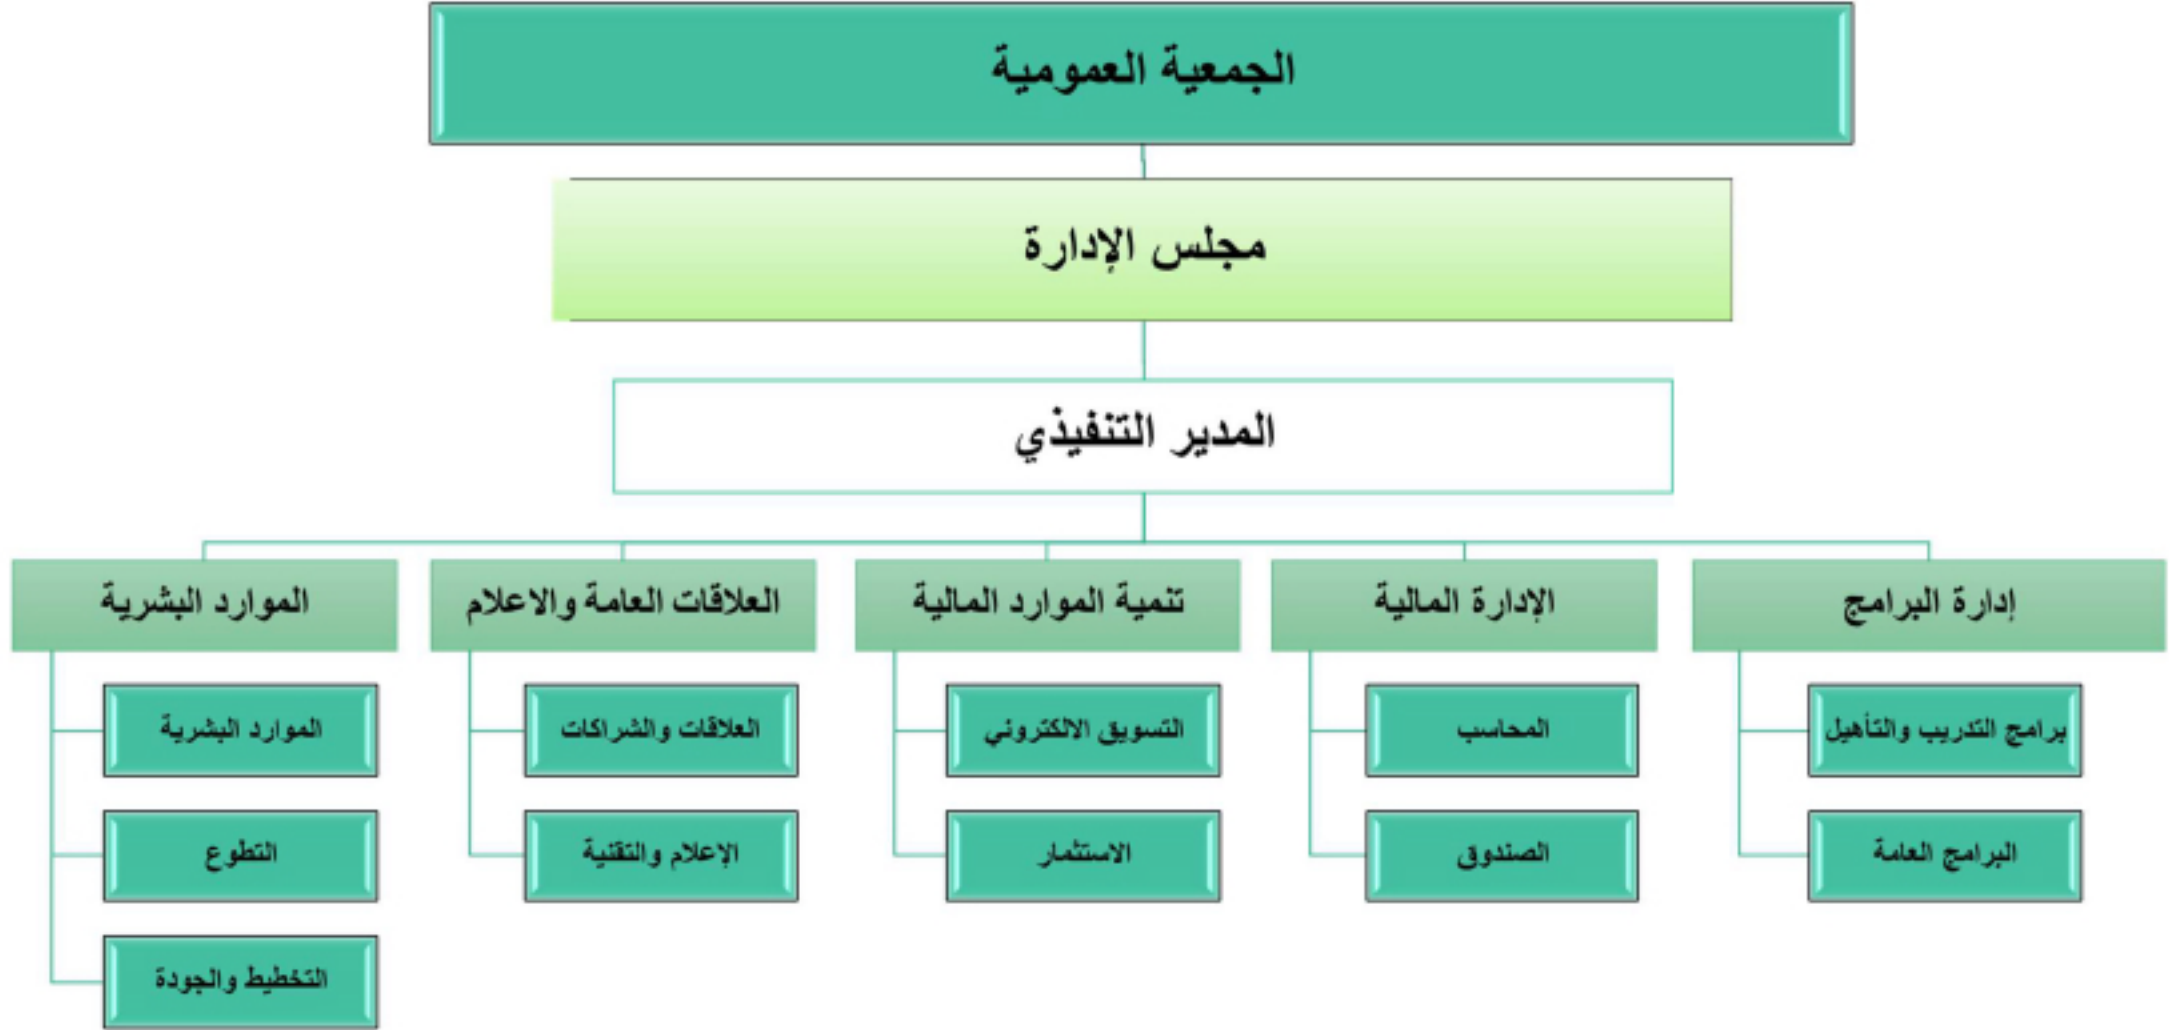 الجمعية العمومية
مجلس الإدارة
المدير التنفيذي
إدارة البرامج
الإدارة المالية
تنمية الموارد المالية
العلاقات العامة والاعلام
الموارد البشرية
برامج التدريب والتأهيل
المحاسب
التسويق الالكتروني
العلاقات والشراكات
الموارد البشرية
البرامج العامة
الصندوق
الاستثمار
الإعلام والتقنية
التطوع
التخطيط والجودة